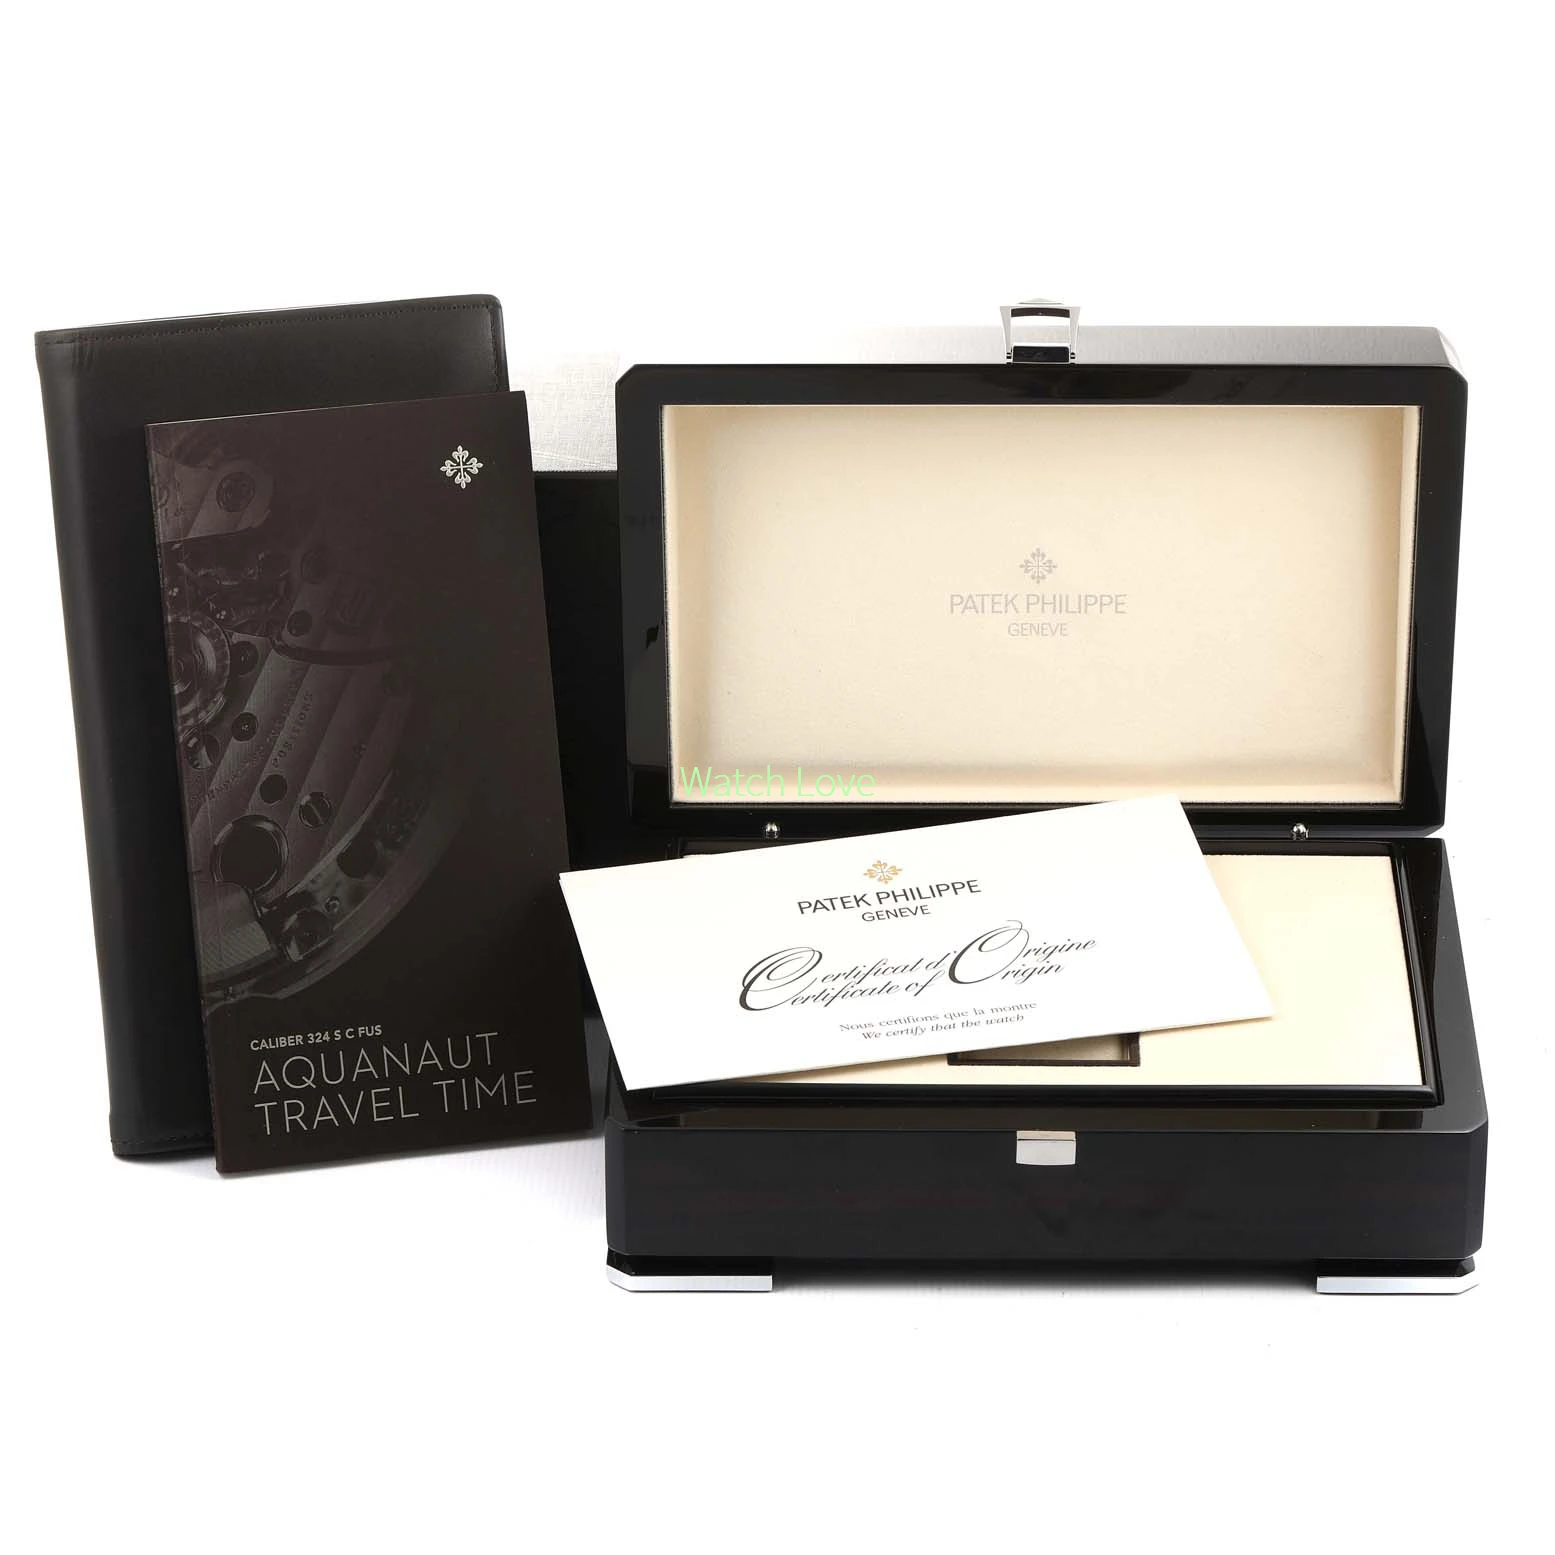 PATEK PHILIPPE
GENEVE
Watch Love
PATEK PHILIPPE
GENEVE
Certificat d'Origine
Certificate of Origin
Nous certifions que la montre
We certify that the watch
CALIBER 324 S C FUS
AQUANAUT
TRAVEL TIME
POSITIONS